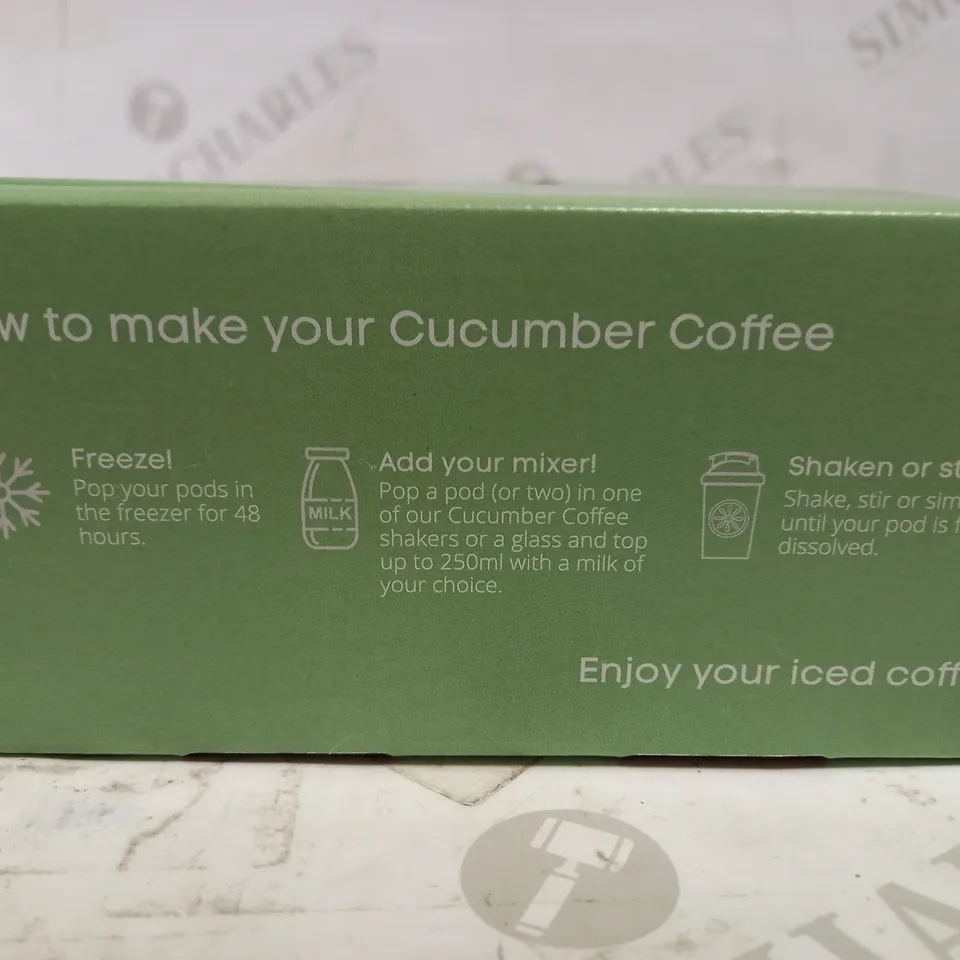 CHARLES
SIMON
CHARLES
w to make your Cucumber Coffee
Freeze!
Pop your pods in
the freezer for 48
hours.
MILK
Add your mixer!
Pop a pod (or two) in one
of our Cucumber Coffee
shakers or a glass and top
up to 250ml with a milk of
your choice.
Shaken or st
Shake, stir or sim
until your pod is f
dissolved.
Enjoy your iced coff